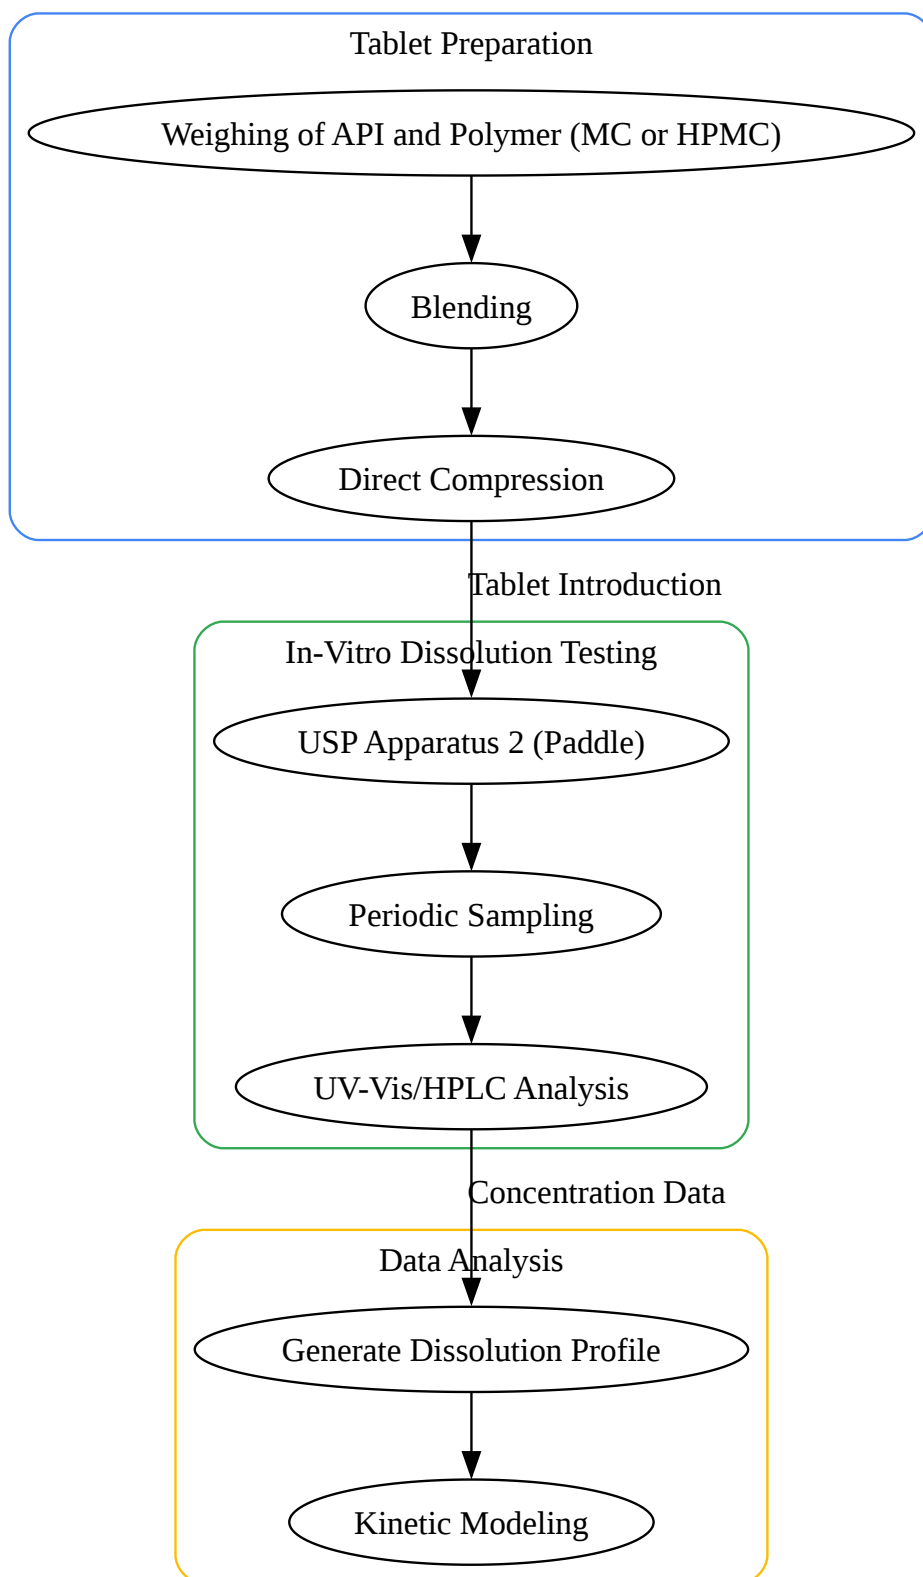 Tablet Preparation
Weighing of API and Polymer (MC or HPMC)
Blending
Direct Compression
Tablet Introduction
In-Vitro Dissolution Testing
USP Apparatus 2 (Paddle)
Periodic Sampling
UV-Vis/HPLC Analysis
Concentration Data
Data Analysis
Generate Dissolution Profile
Kinetic Modeling